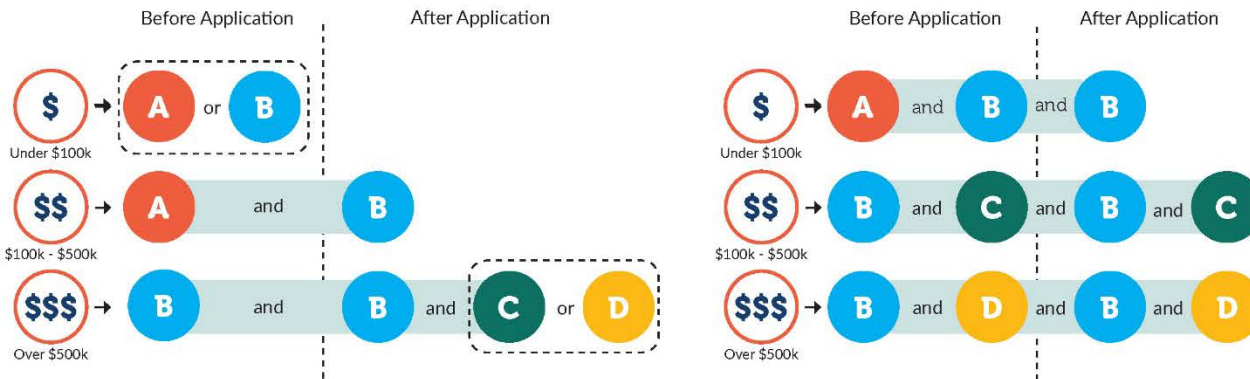 Before Application After Application
$ A or B
Under $100k
$$ A and B
$100k - $500k
$$$ B and B and C or D
Over $500k
Before Application After Application
$ A and B and B
Under $100k
$$ B and C and B and C
$100k - $500k
$$$ B and D and B and D
Over $500k